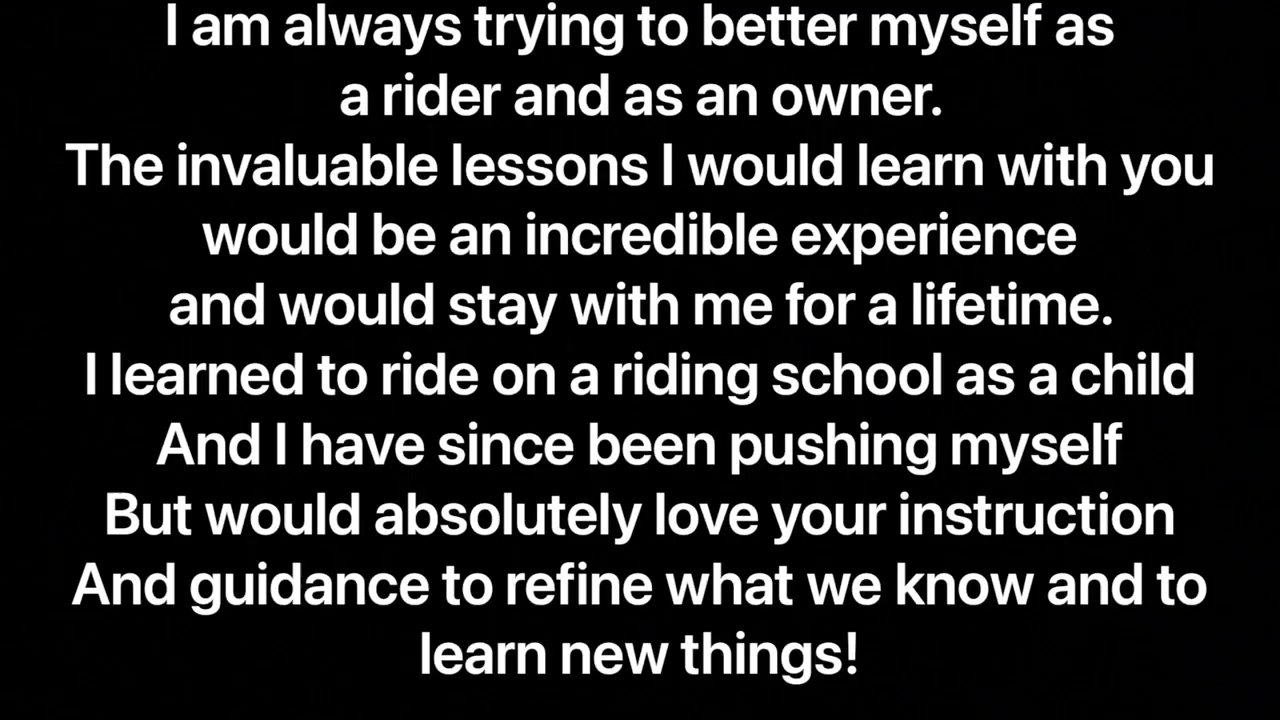 I am always trying to better myself as
a rider and as an owner.
The invaluable lessons I would learn with you
would be an incredible experience
and would stay with me for a lifetime.
I learned to ride on a riding school as a child
And I have since been pushing myself
But would absolutely love your instruction
And guidance to refine what we know and to
learn new things!